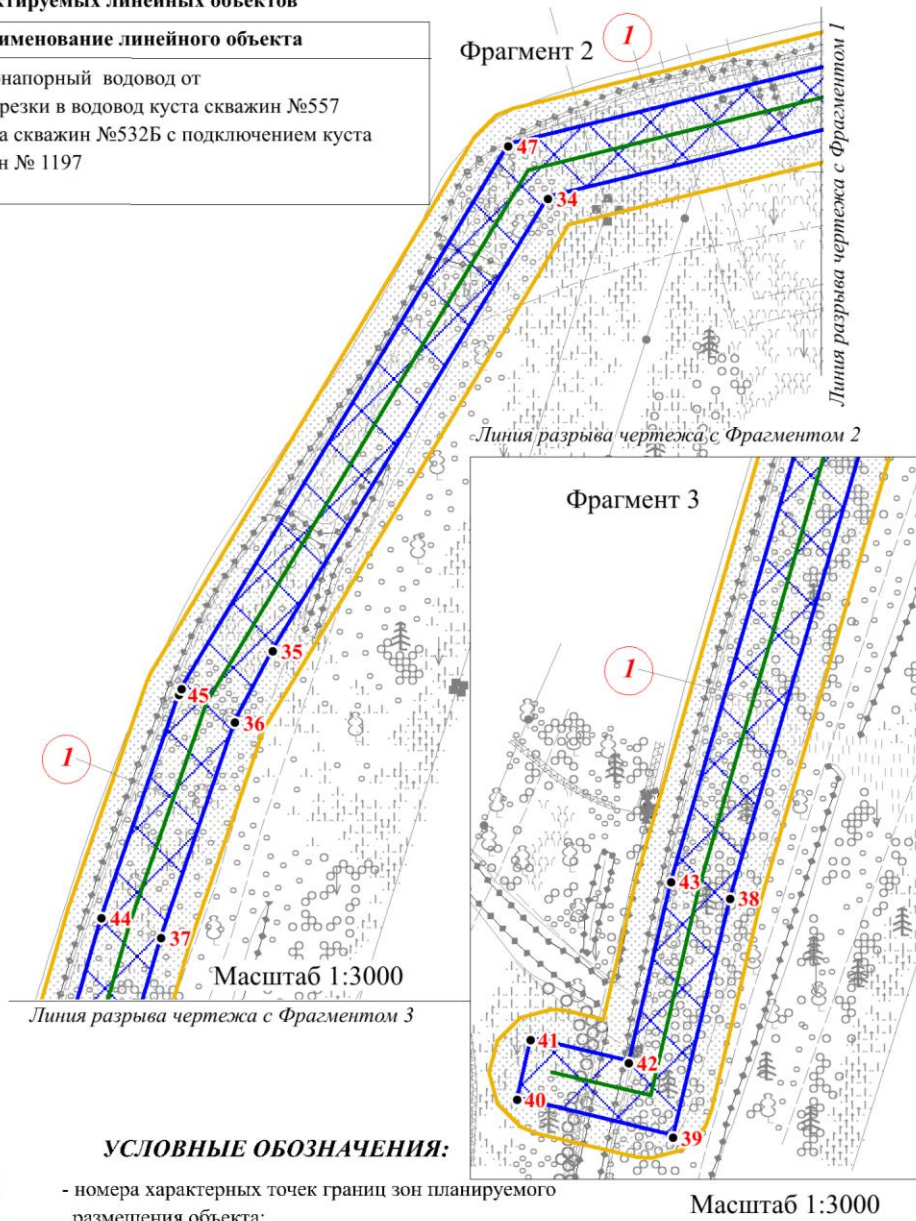 ктируемых линейных объектов
именование линейного объекта
напорный водовод от
резки в водовод куста скважин №557
а скважин №532Б с подключением куста
н № 1197
Фрагмент 2
1
Линия разрыва чертежа с Фрагментом 1
47
34
Линия разрыва чертежа с Фрагментом 2
Фрагмент 3
35
45
36
1
1
44
37
43
38
Масштаб 1:3000
Линия разрыва чертежа с Фрагментом 3
41
42
40
39
УСЛОВНЫЕ ОБОЗНАЧЕНИЯ:
- номера характерных точек границ зон планируемого
размещения объекта;
Масштаб 1:3000